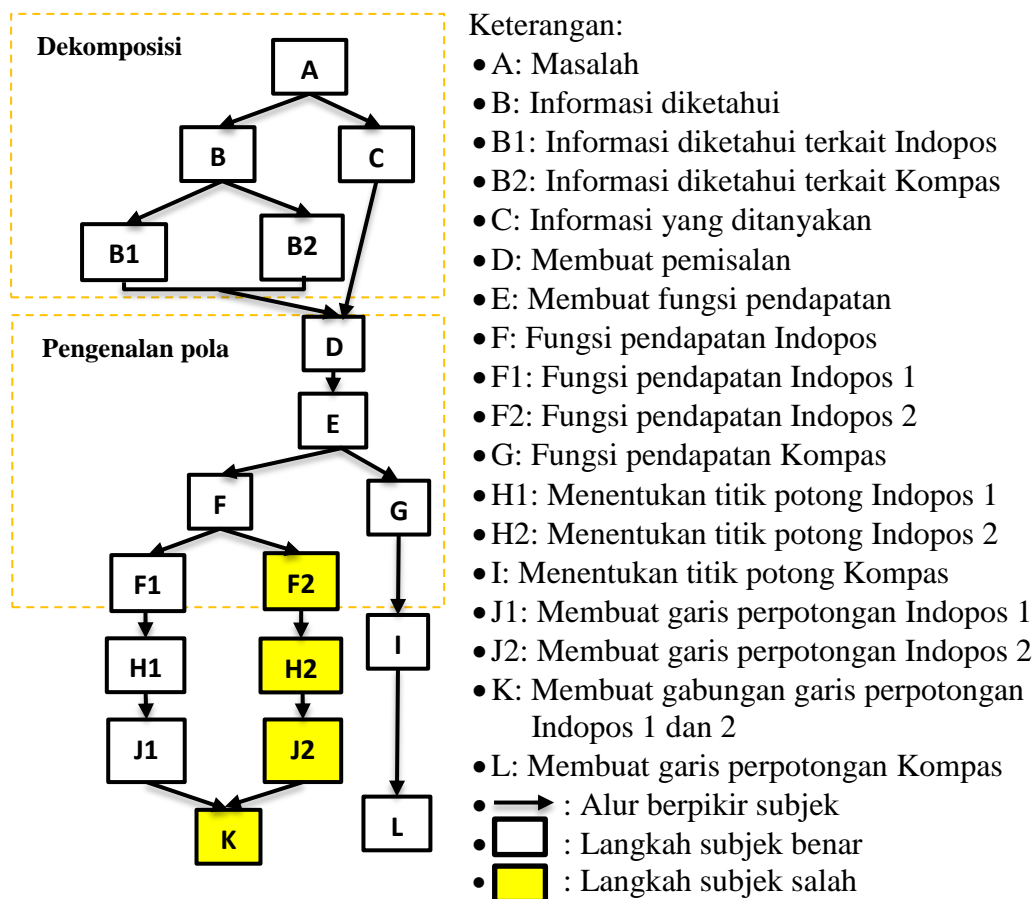 Dekomposisi
A
B
C
B1
B2
Pengenalan pola
D
E
F
G
F1
F2
H1
H2
I
J1
J2
K
L
Keterangan:
•A: Masalah
•B: Informasi diketahui
•B1: Informasi diketahui terkait Indopos
•B2: Informasi diketahui terkait Kompas
•C: Informasi yang ditanyakan
•D: Membuat pemisalan
•E: Membuat fungsi pendapatan
•F: Fungsi pendapatan Indopos
•F1: Fungsi pendapatan Indopos 1
•F2: Fungsi pendapatan Indopos 2
•G: Fungsi pendapatan Kompas
•H1: Menentukan titik potong Indopos 1
•H2: Menentukan titik potong Indopos 2
•I: Menentukan titik potong Kompas
•J1: Membuat garis perpotongan Indopos 1
•J2: Membuat garis perpotongan Indopos 2
•K: Membuat gabungan garis perpotongan
Indopos 1 dan 2
•L: Membuat garis perpotongan Kompas
• : Alur berpikir subjek
• : Langkah subjek benar
• : Langkah subjek salah